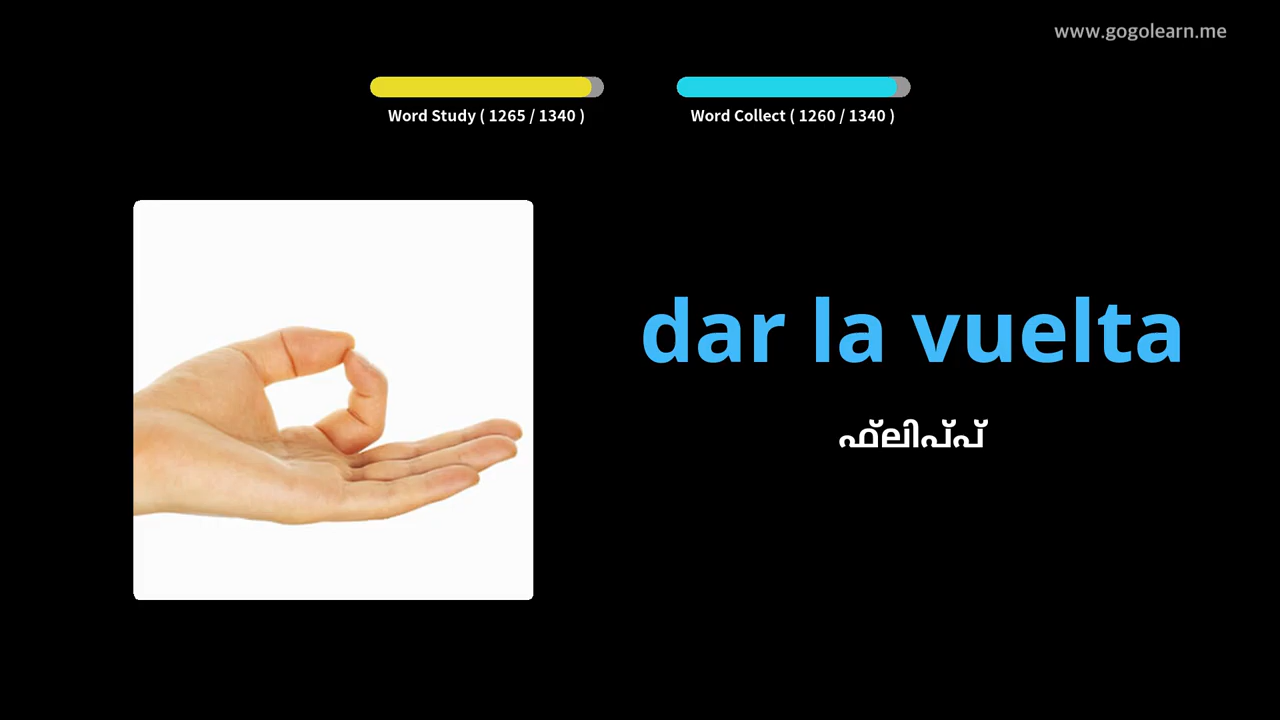 www.gogolearn.me
Word Study ( 1265 / 1340 )
Word Collect ( 1260 / 1340 )
dar la vuelta
ഫ്ലിപ്പ്